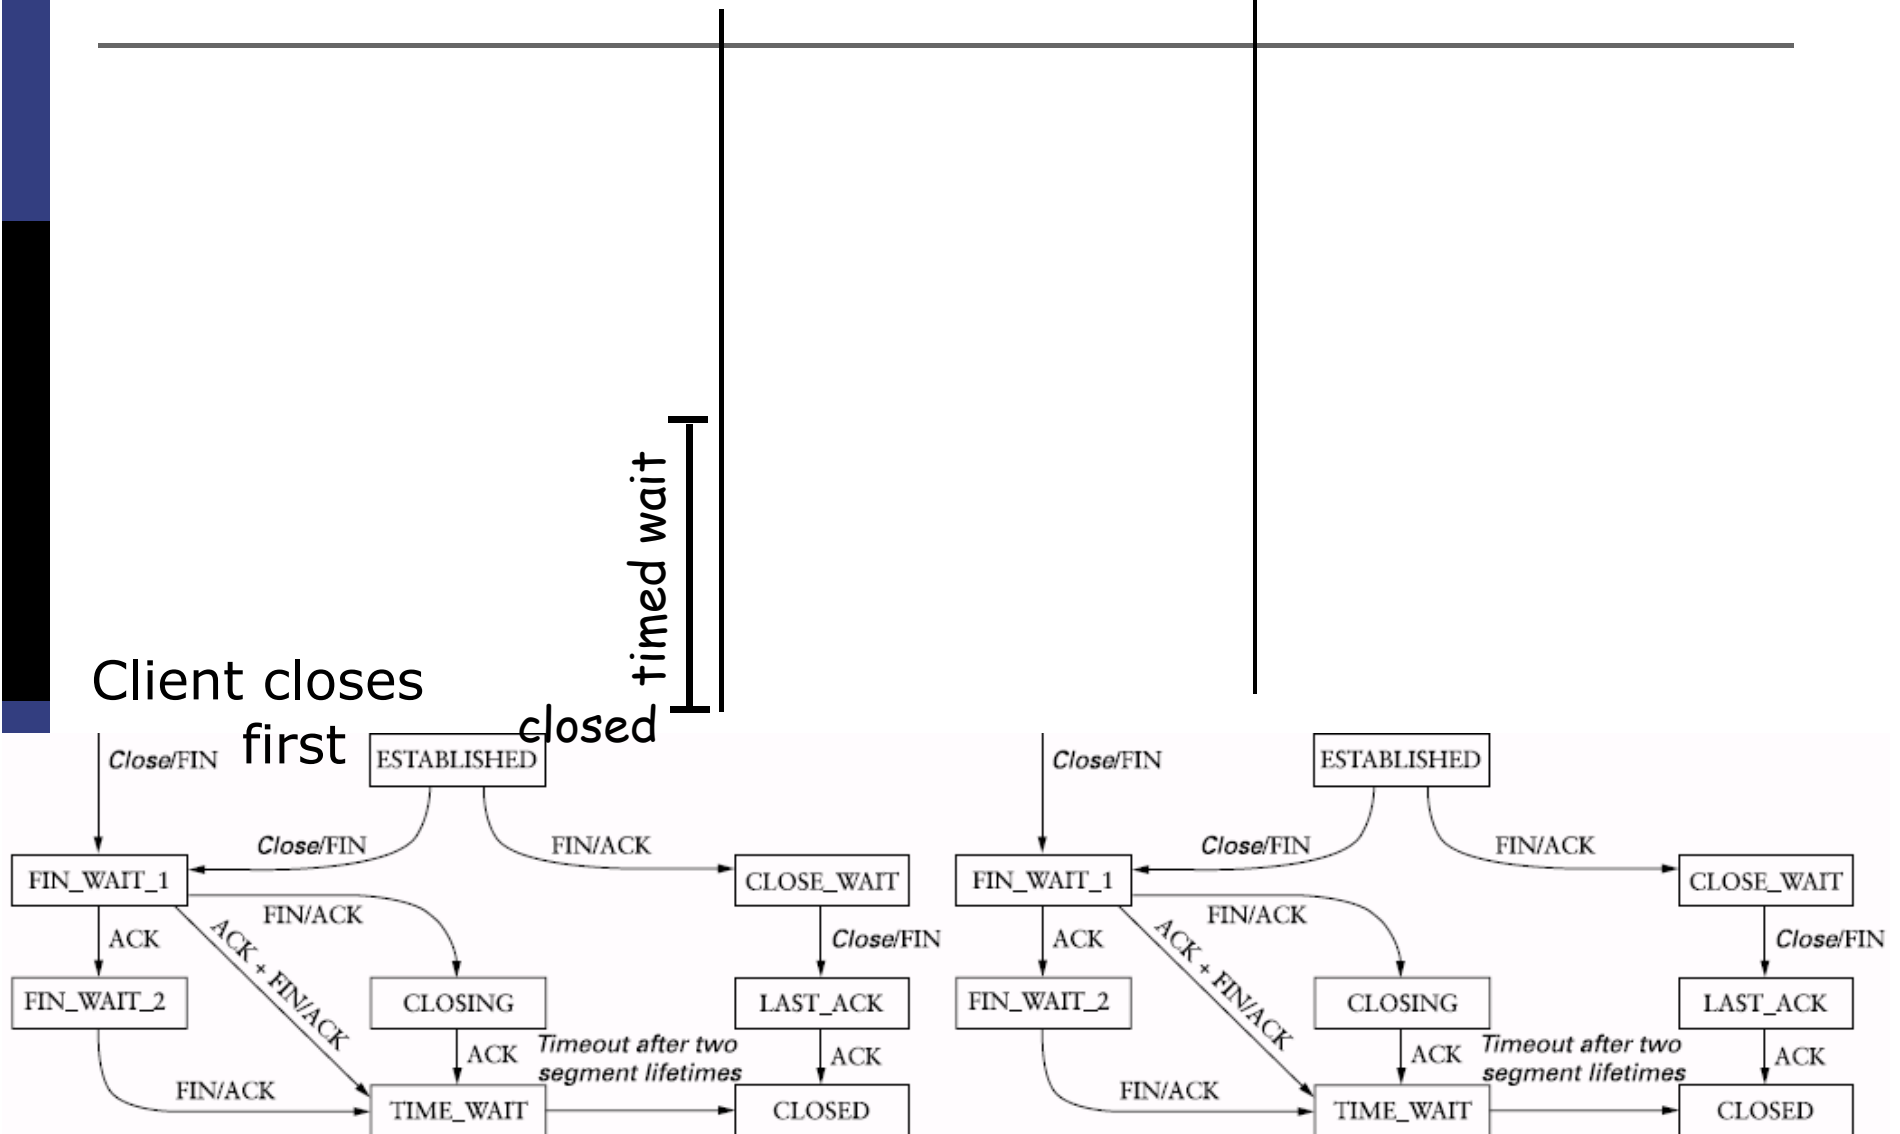 timed wait
Client closes
first
closed
Close/FIN
ESTABLISHED
Close/FIN
FIN/ACK
FIN_WAIT_1
CLOSE_WAIT
FIN/ACK
ACK
ACK + FIN/ACK
Close/FIN
FIN_WAIT_2
CLOSING
LAST_ACK
ACK
Timeout after two
segment lifetimes
ACK
FIN/ACK
TIME_WAIT
CLOSED
Close/FIN
ESTABLISHED
Close/FIN
FIN/ACK
FIN_WAIT_1
CLOSE_WAIT
FIN/ACK
ACK
ACK + FIN/ACK
Close/FIN
FIN_WAIT_2
CLOSING
LAST_ACK
ACK
Timeout after two
segment lifetimes
ACK
FIN/ACK
TIME_WAIT
CLOSED